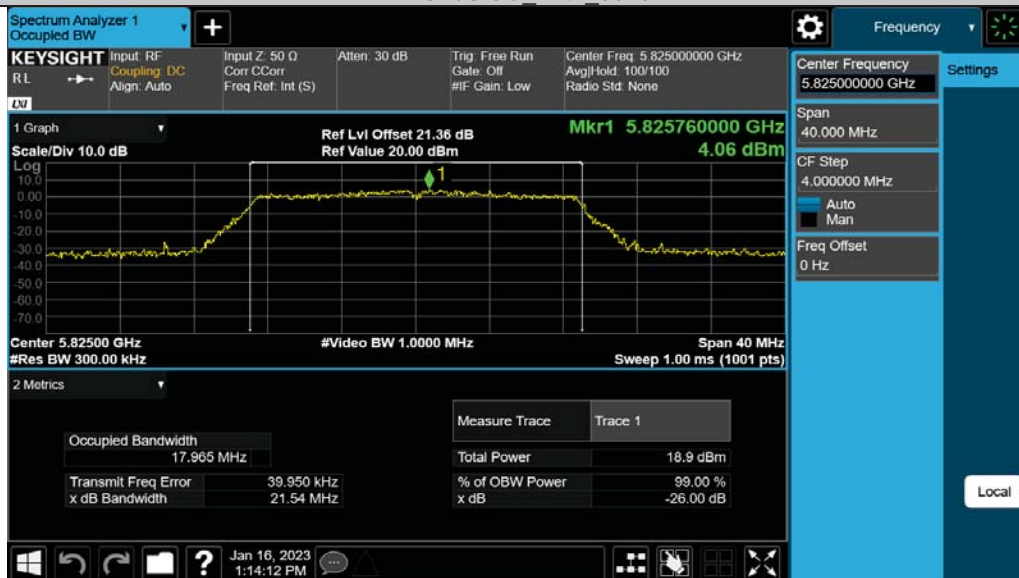 Spectrum Analyzer 1
Occupied BW
+
Frequency
KEYSIGHT
RL
LXI
Input: RF
Coupling: DC
Align: Auto
Input Z: 50 Ω
Corr CCorr
Freq Ref: Int (S)
Atten: 30 dB
Trig: Free Run
Gate: Off
#IF Gain: Low
Center Freq: 5.825000000 GHz
Avg|Hold: 100/100
Radio Std: None
1 Graph
Scale/Div 10.0 dB
Ref Lvl Offset 21.36 dB
Ref Value 20.00 dBm
Mkr1 5.825760000 GHz
4.06 dBm
Log
10.0
0.00
-10.0
-20.0
-30.0
-40.0
-50.0
-60.0
-70.0
1
Center 5.82500 GHz
#Res BW 300.00 kHz
#Video BW 1.0000 MHz
Span 40 MHz
Sweep 1.00 ms (1001 pts)
2 Metrics
Measure Trace Trace 1
Occupied Bandwidth
17.965 MHz
Total Power 18.9 dBm
Transmit Freq Error 39.950 kHz
% of OBW Power 99.00 %
x dB Bandwidth 21.54 MHz
x dB -26.00 dB
Center Frequency
5.825000000 GHz
Settings
Span
40.000 MHz
CF Step
4.000000 MHz
Auto
Man
Freq Offset
0 Hz
Local
?
Jan 16, 2023
1:14:12 PM